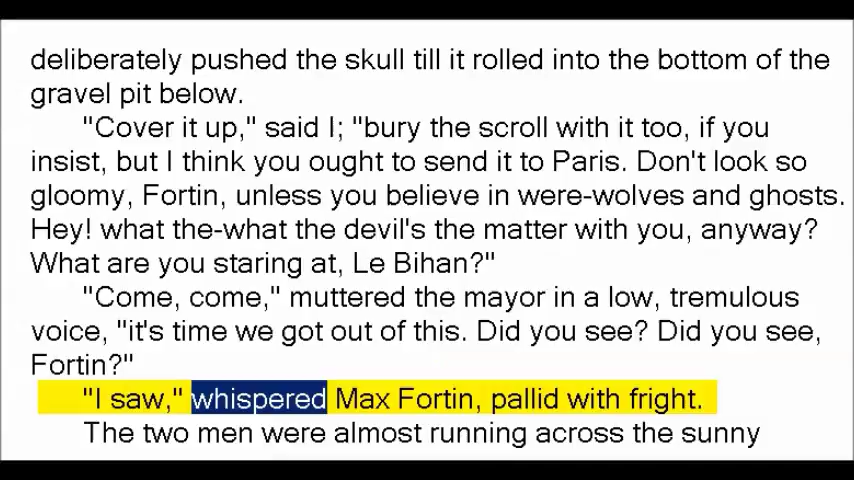 deliberately pushed the skull till it rolled into the bottom of the
gravel pit below.
"Cover it up," said I; "bury the scroll with it too, if you
insist, but I think you ought to send it to Paris. Don't look so
gloomy, Fortin, unless you believe in were-wolves and ghosts.
Hey! what the-what the devil's the matter with you, anyway?
What are you staring at, Le Bihan?"
"Come, come," muttered the mayor in a low, tremulous
voice, "it's time we got out of this. Did you see? Did you see,
Fortin?"
"I saw," whispered Max Fortin, pallid with fright.
The two men were almost running across the sunny